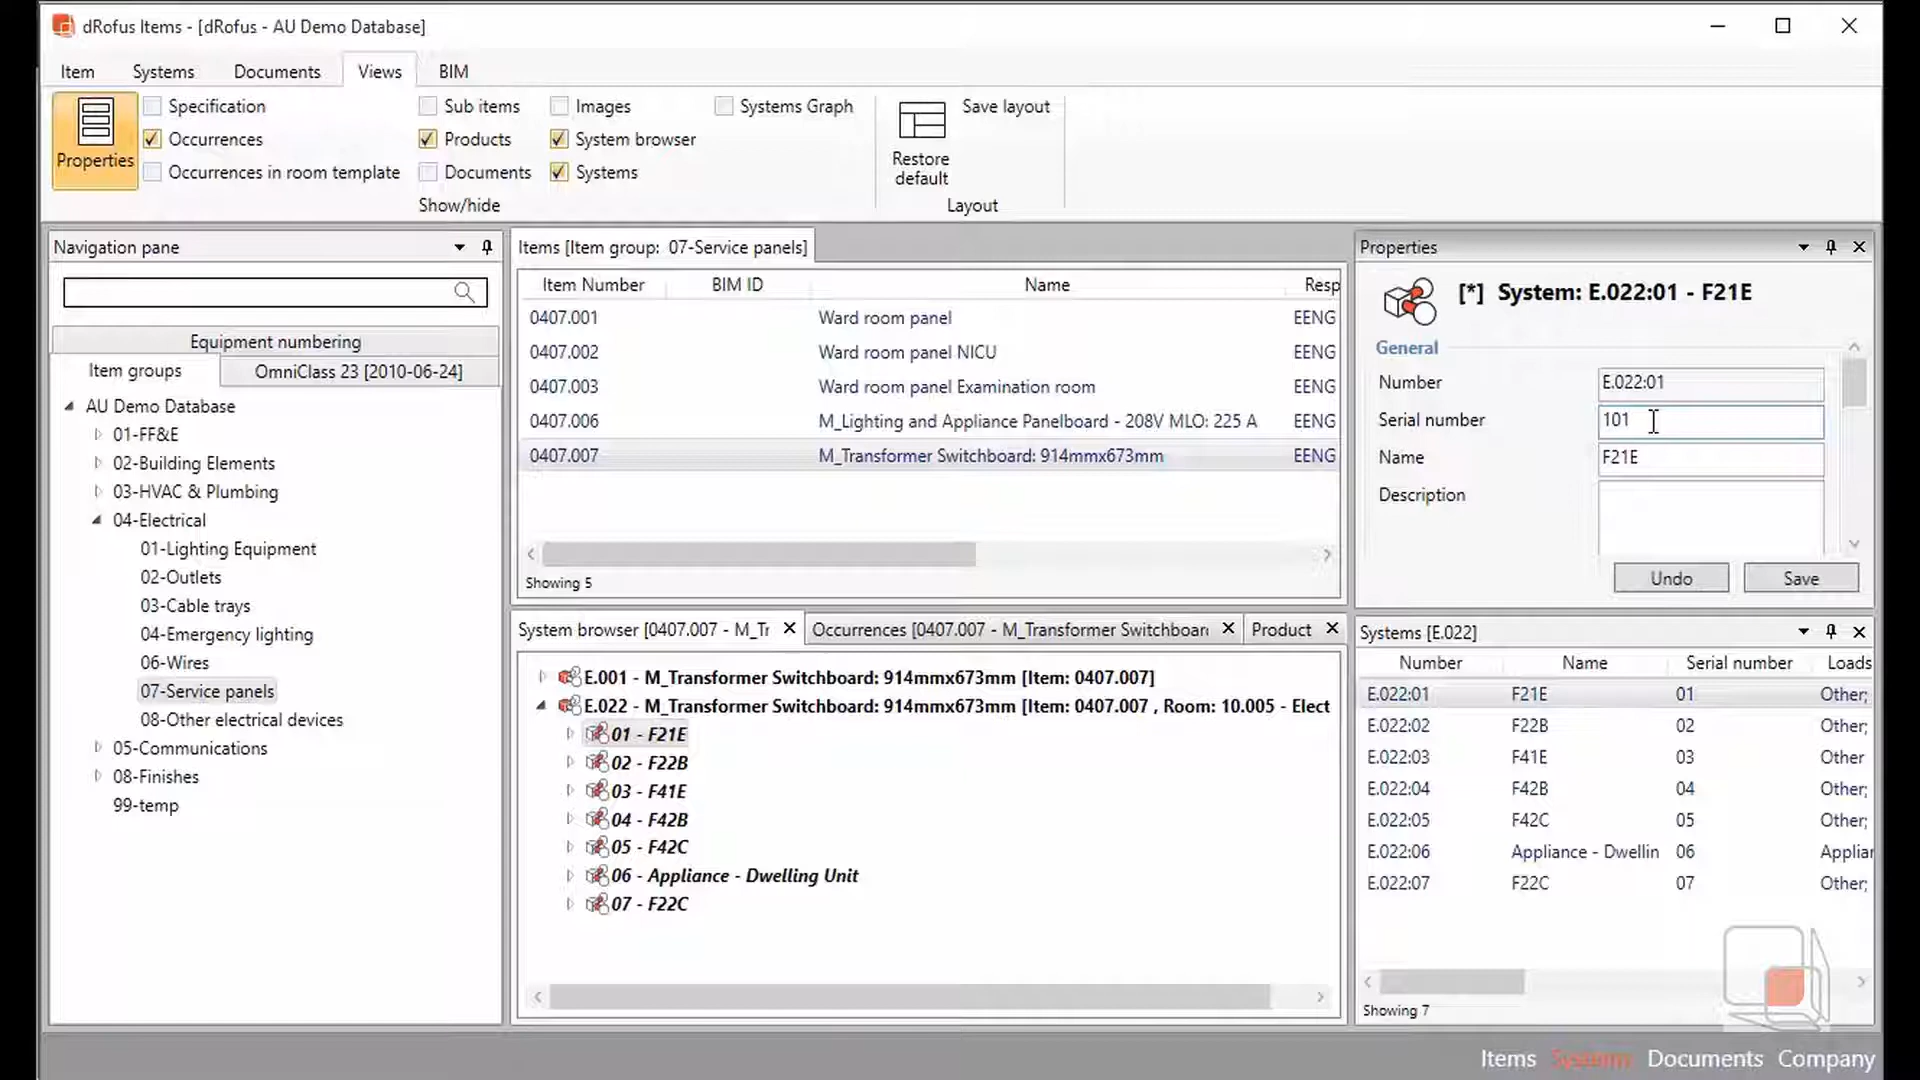 dRofus Items - [dRofus - AU Demo Database]
Item Systems Documents Views BIM
Properties
Specification
Occurrences
Occurrences in room template
Sub items
Products
Documents
Images
System browser
Systems
Systems Graph
Show/hide
Restore default
Save layout
Layout
Navigation pane
Equipment numbering
Item groups OmniClass 23 [2010-06-24]
AU Demo Database
01-FF&E
02-Building Elements
03-HVAC & Plumbing
04-Electrical
01-Lighting Equipment
02-Outlets
03-Cable trays
04-Emergency lighting
06-Wires
07-Service panels
08-Other electrical devices
05-Communications
08-Finishes
99-temp
Items [Item group: 07-Service panels]
Item Number BIM ID Name Resp
0407.001 Ward room panel EENG
0407.002 Ward room panel NICU EENG
0407.003 Ward room panel Examination room EENG
0407.006 M_Lighting and Appliance Panelboard - 208V MLO: 225 A EENG
0407.007 M_Transformer Switchboard: 914mmx673mm EENG
Showing 5
System browser [0407.007 - M_Tr Occurrences [0407.007 - M_Transformer Switchboar Product
E.001 - M_Transformer Switchboard: 914mmx673mm [Item: 0407.007]
E.022 - M_Transformer Switchboard: 914mmx673mm [Item: 0407.007 , Room: 10.005 - Elect
01 - F21E
02 - F22B
03 - F41E
04 - F42B
05 - F42C
06 - Appliance - Dwelling Unit
07 - F22C
Properties
[*] System: E.022:01 - F21E
General
Number E.022:01
Serial number 101
Name F21E
Description
Undo Save
Systems [E.022]
Number Name Serial number Loads
E.022:01 F21E 01 Other;
E.022:02 F22B 02 Other;
E.022:03 F41E 03 Other
E.022:04 F42B 04 Other;
E.022:05 F42C 05 Other;
E.022:06 Appliance - Dwellin 06 Applian
E.022:07 F22C 07 Other;
Showing 7
Items Systems Documents Company